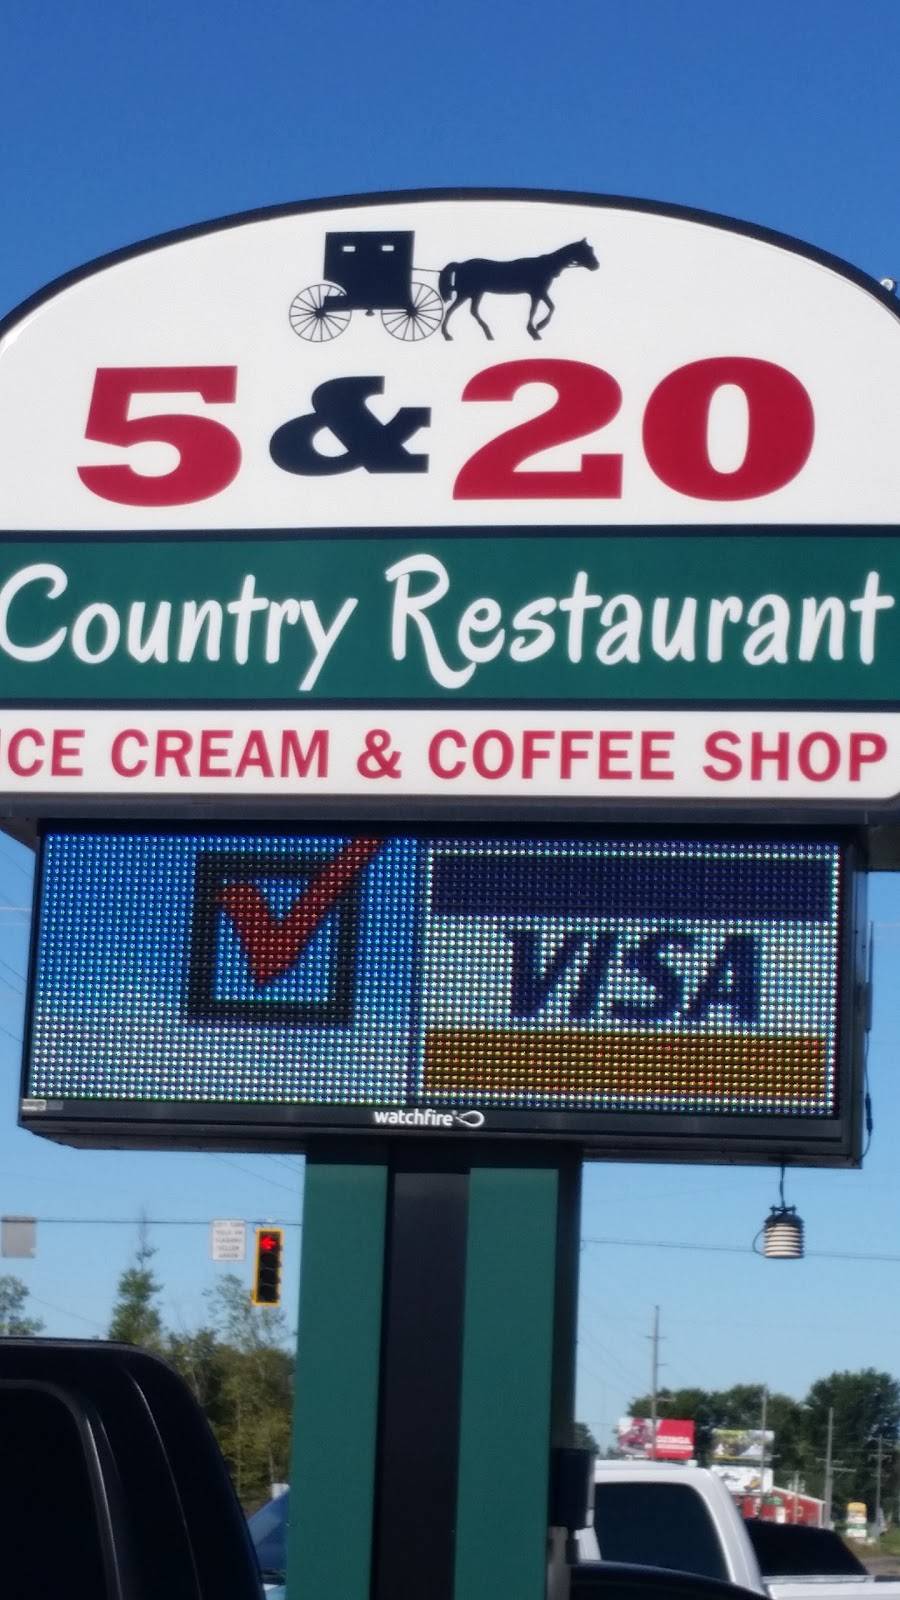 5 & 20
Country Restaurant
ICE CREAM & COFFEE SHOP
VISA
watchfire